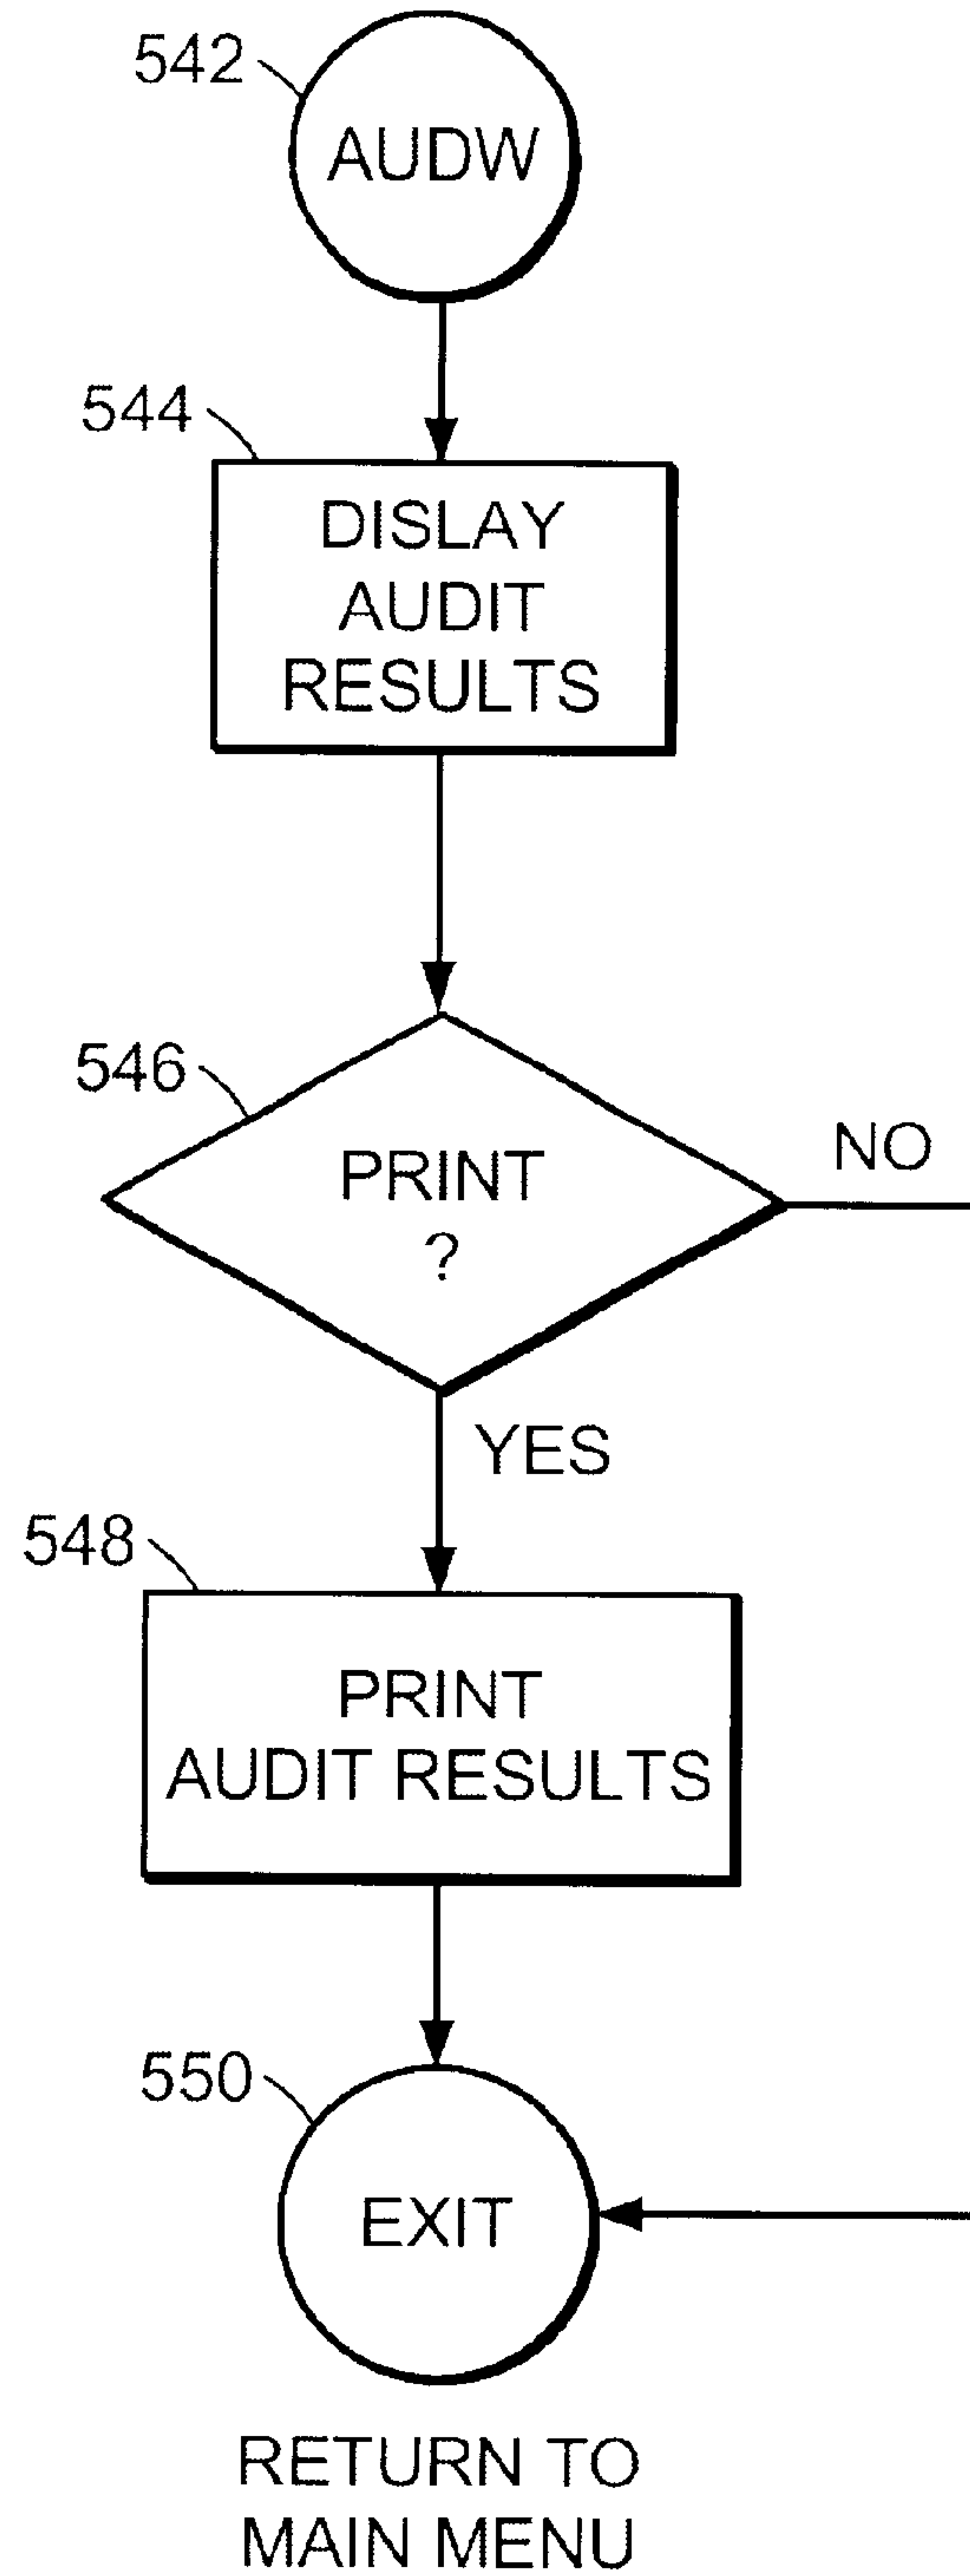 542
AUDW
544
DISLAY
AUDIT
RESULTS
546
PRINT
?
NO
YES
548
PRINT
AUDIT RESULTS
550
EXIT
RETURN TO
MAIN MENU